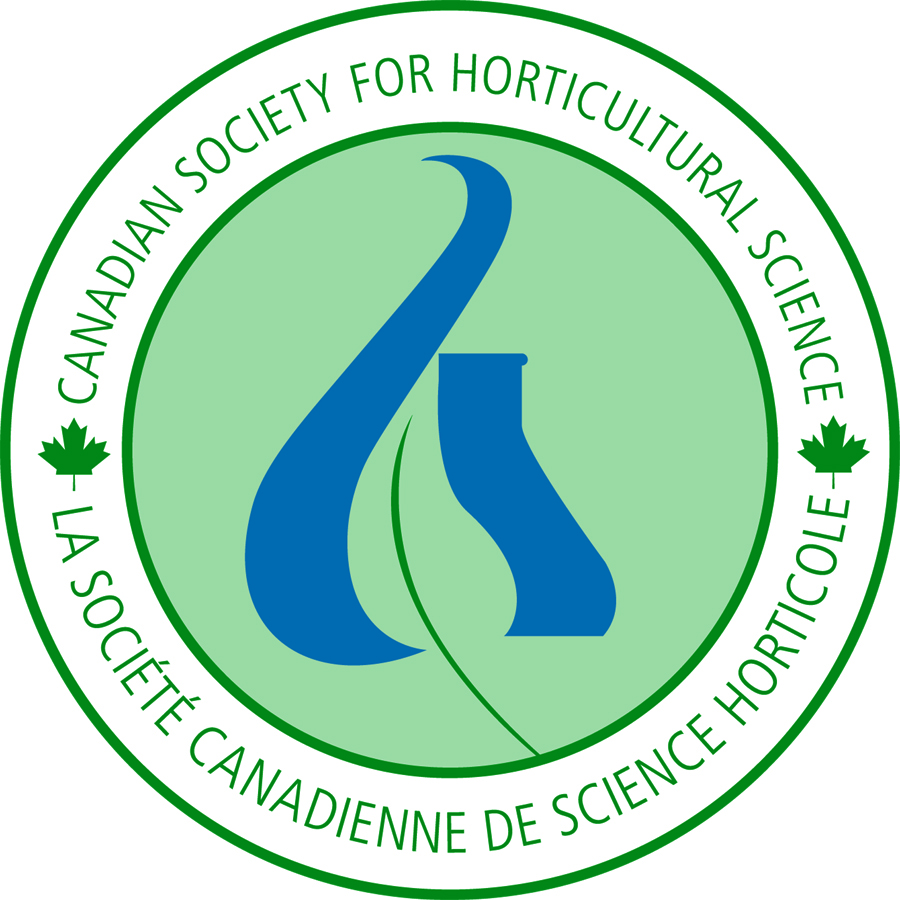 CANADIAN SOCIETY FOR HORTICULTURAL SCIENCE
LA SOCIÉTÉ CANADIENNE DE SCIENCE HORTICOLE